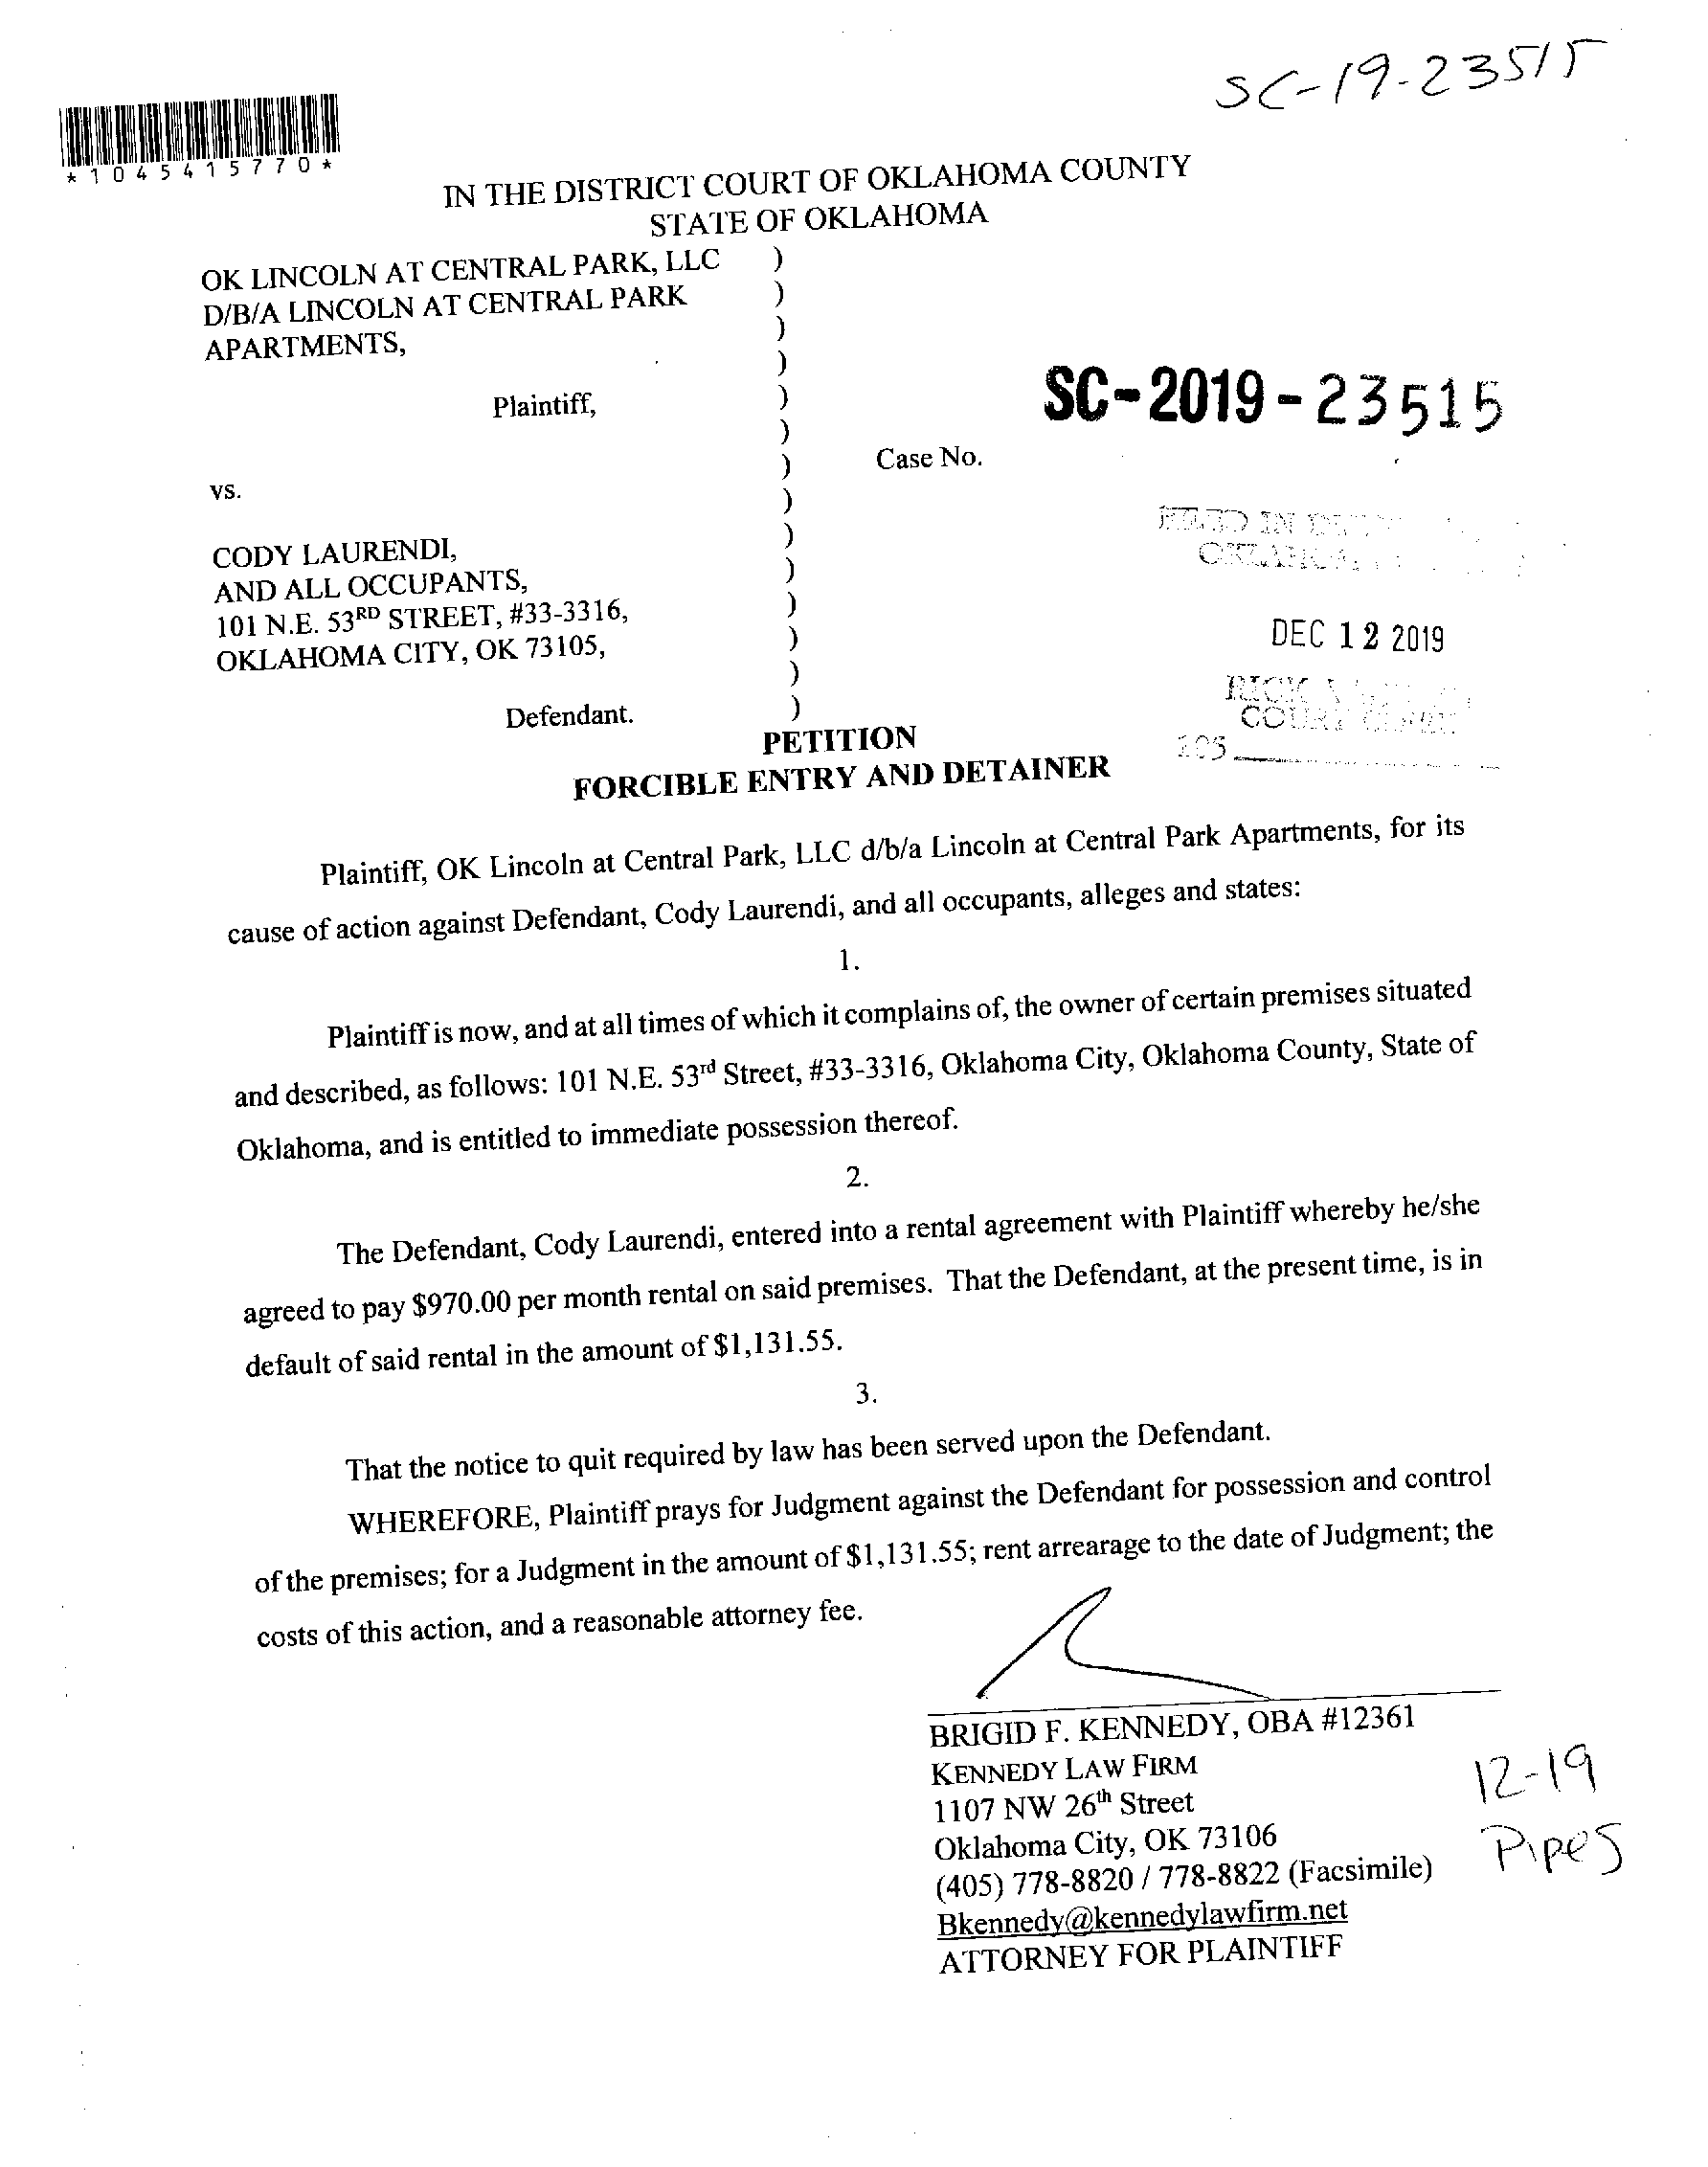 SC-19-23515
*1045415770*
IN THE DISTRICT COURT OF OKLAHOMA COUNTY
STATE OF OKLAHOMA
OK LINCOLN AT CENTRAL PARK, LLC )
D/B/A LINCOLN AT CENTRAL PARK )
APARTMENTS, )
)
Plaintiff, )
)
SC-2019-23515
) Case No.
vs. )
)
CODY LAURENDI, )
AND ALL OCCUPANTS, )
101 N.E. 53RD STREET, #33-3316, )
OKLAHOMA CITY, OK 73105, )
)
Defendant. )
FILED IN
DEC 12 2019
RICK
COURT CLERK
105
PETITION
FORCIBLE ENTRY AND DETAINER
Plaintiff, OK Lincoln at Central Park, LLC d/b/a Lincoln at Central Park Apartments, for its
cause of action against Defendant, Cody Laurendi, and all occupants, alleges and states:
1.
Plaintiff is now, and at all times of which it complains of, the owner of certain premises situated
and described, as follows: 101 N.E. 53rd Street, #33-3316, Oklahoma City, Oklahoma County, State of
Oklahoma, and is entitled to immediate possession thereof.
2.
The Defendant, Cody Laurendi, entered into a rental agreement with Plaintiff whereby he/she
agreed to pay $970.00 per month rental on said premises. That the Defendant, at the present time, is in
default of said rental in the amount of $1,131.55.
3.
That the notice to quit required by law has been served upon the Defendant.
WHEREFORE, Plaintiff prays for Judgment against the Defendant for possession and control
of the premises; for a Judgment in the amount of $1,131.55; rent arrearage to the date of Judgment; the
costs of this action, and a reasonable attorney fee.
BRIGID F. KENNEDY, OBA #12361
KENNEDY LAW FIRM
1107 NW 26th Street
Oklahoma City, OK 73106
(405) 778-8820 / 778-8822 (Facsimile)
Bkennedy@kennedylawfirm.net
ATTORNEY FOR PLAINTIFF
12-19
Pipes